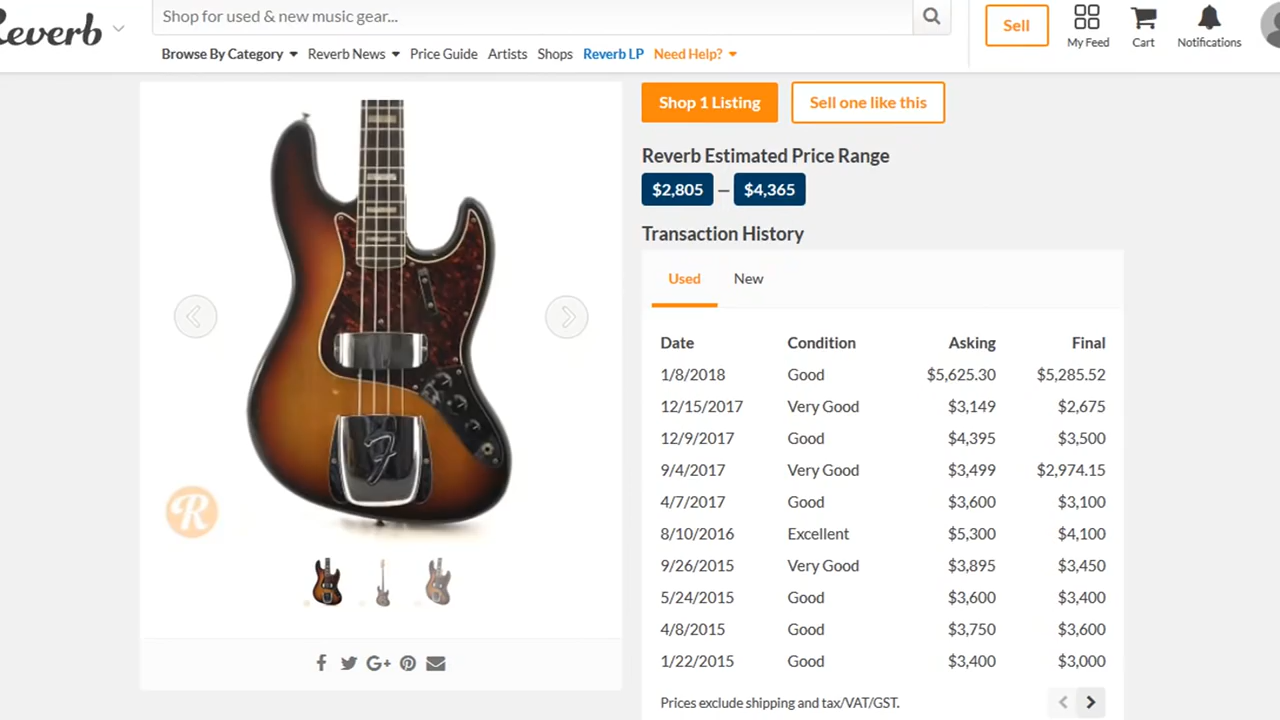 Reverb
Shop for used & new music gear...
Sell
My Feed
Cart
Notifications
Browse By Category
Reverb News
Price Guide
Artists
Shops
Reverb LP
Need Help?
Shop 1 Listing
Sell one like this
Reverb Estimated Price Range
$2,805 — $4,365
Transaction History
Used New
Date Condition Asking Final
1/8/2018 Good $5,625.30 $5,285.52
12/15/2017 Very Good $3,149 $2,675
12/9/2017 Good $4,395 $3,500
9/4/2017 Very Good $3,499 $2,974.15
4/7/2017 Good $3,600 $3,100
8/10/2016 Excellent $5,300 $4,100
9/26/2015 Very Good $3,895 $3,450
5/24/2015 Good $3,600 $3,400
4/8/2015 Good $3,750 $3,600
1/22/2015 Good $3,400 $3,000
Prices exclude shipping and tax/VAT/GST.
F
R
G+